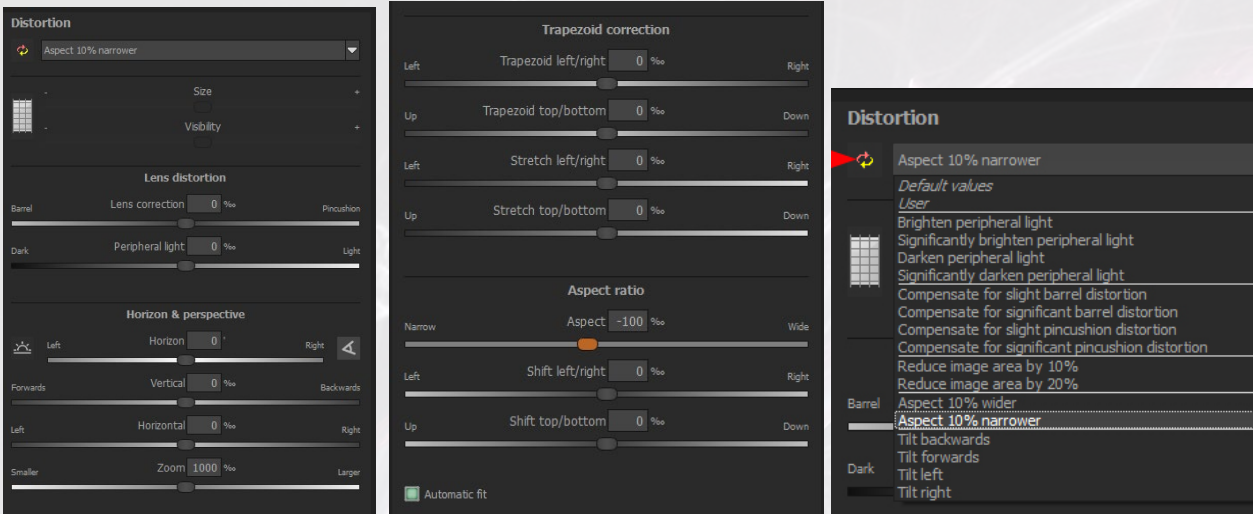 Distortion
Aspect 10% narrower
- Size +
- Visibility +
Lens distortion
Barrel Lens correction 0 ‰ Pincushion
Dark Peripheral light 0 ‰ Light
Horizon & perspective
Left Horizon 0 ' Right
Forwards Vertical 0 ‰ Backwards
Left Horizontal 0 ‰ Right
Smaller Zoom 1000 ‰ Larger
Trapezoid correction
Left Trapezoid left/right 0 ‰ Right
Up Trapezoid top/bottom 0 ‰ Down
Left Stretch left/right 0 ‰ Right
Up Stretch top/bottom 0 ‰ Down
Aspect ratio
Narrow Aspect -100 ‰ Wide
Left Shift left/right 0 ‰ Right
Up Shift top/bottom 0 ‰ Down
Automatic fit
Distortion
Aspect 10% narrower
Default values
User
Brighten peripheral light
Significantly brighten peripheral light
Darken peripheral light
Significantly darken peripheral light
Compensate for slight barrel distortion
Compensate for significant barrel distortion
Compensate for slight pincushion distortion
Compensate for significant pincushion distortion
Reduce image area by 10%
Reduce image area by 20%
Barrel Aspect 10% wider
Aspect 10% narrower
Tilt backwards
Tilt forwards
Dark Tilt left
Tilt right